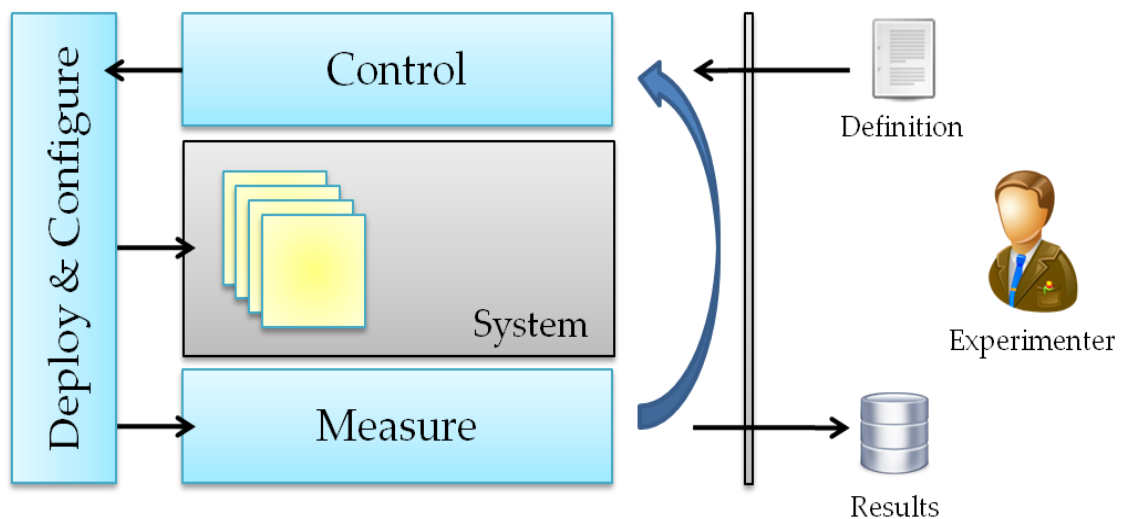 Deploy & Configure
Control
Definition
System
Experimenter
Measure
Results